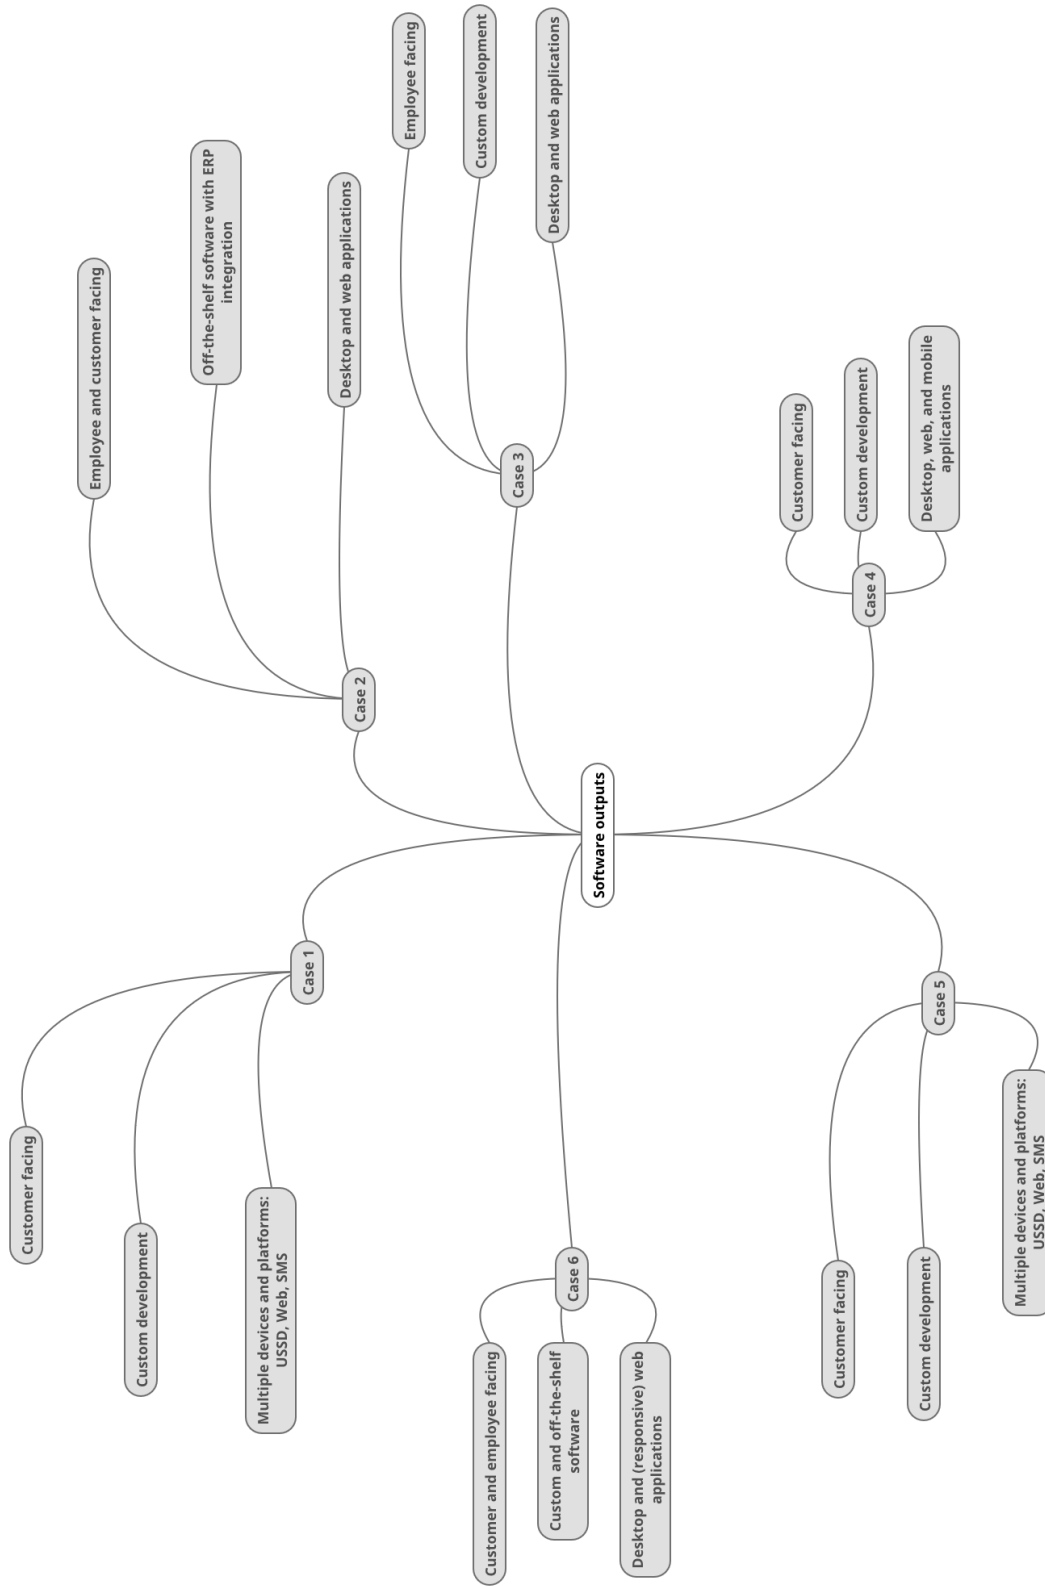 Software outputs
Case 1
Customer facing
Custom development
Multiple devices and platforms:
USSD, Web, SMS
Case 2
Employee and customer facing
Off-the-shelf software with ERP
integration
Desktop and web applications
Case 3
Employee facing
Custom development
Desktop and web applications
Case 4
Customer facing
Custom development
Desktop, web, and mobile
applications
Case 5
Customer facing
Custom development
Multiple devices and platforms:
USSD, Web, SMS
Case 6
Customer and employee facing
Custom and off-the-shelf
software
Desktop and (responsive) web
applications